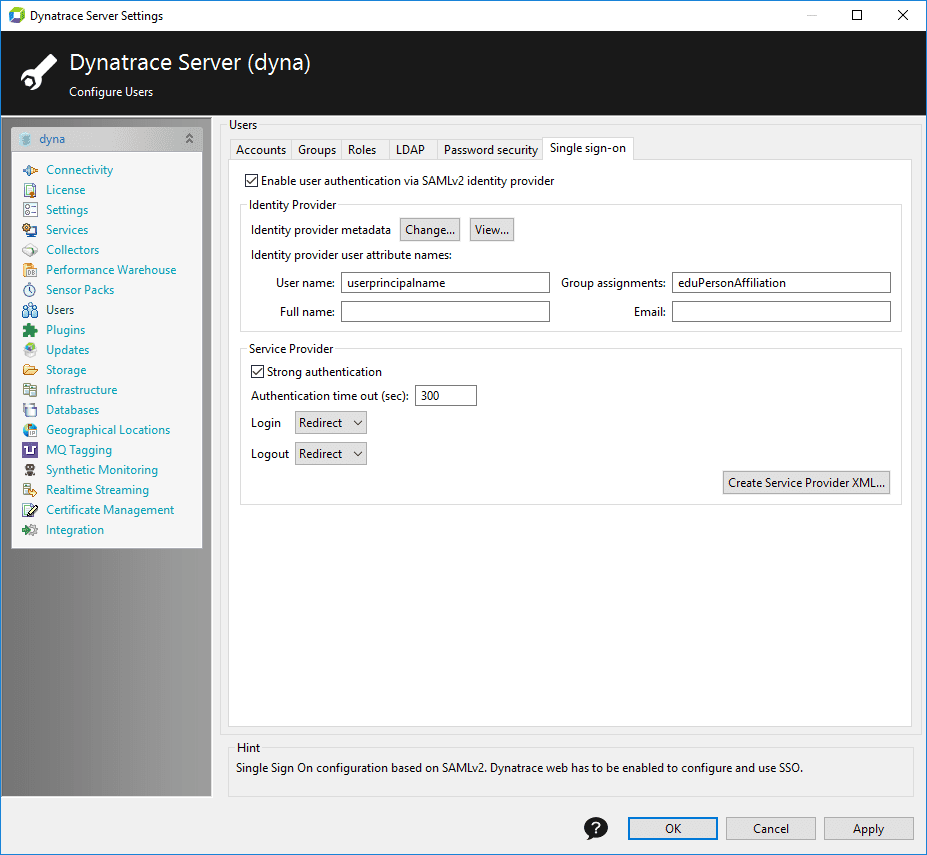 Dynatrace Server Settings
Dynatrace Server (dyna)
Configure Users
dyna
Connectivity
License
Settings
Services
Collectors
Performance Warehouse
Sensor Packs
Users
Plugins
Updates
Storage
Infrastructure
Databases
Geographical Locations
MQ Tagging
Synthetic Monitoring
Realtime Streaming
Certificate Management
Integration
Users
Accounts Groups Roles LDAP Password security Single sign-on
Enable user authentication via SAMLv2 identity provider
Identity Provider
Identity provider metadata Change... View...
Identity provider user attribute names:
User name: userprincipalname Group assignments: eduPersonAffiliation
Full name: Email:
Service Provider
Strong authentication
Authentication time out (sec): 300
Login Redirect
Logout Redirect
Create Service Provider XML...
Hint
Single Sign On configuration based on SAMLv2. Dynatrace web has to be enabled to configure and use SSO.
? OK Cancel Apply